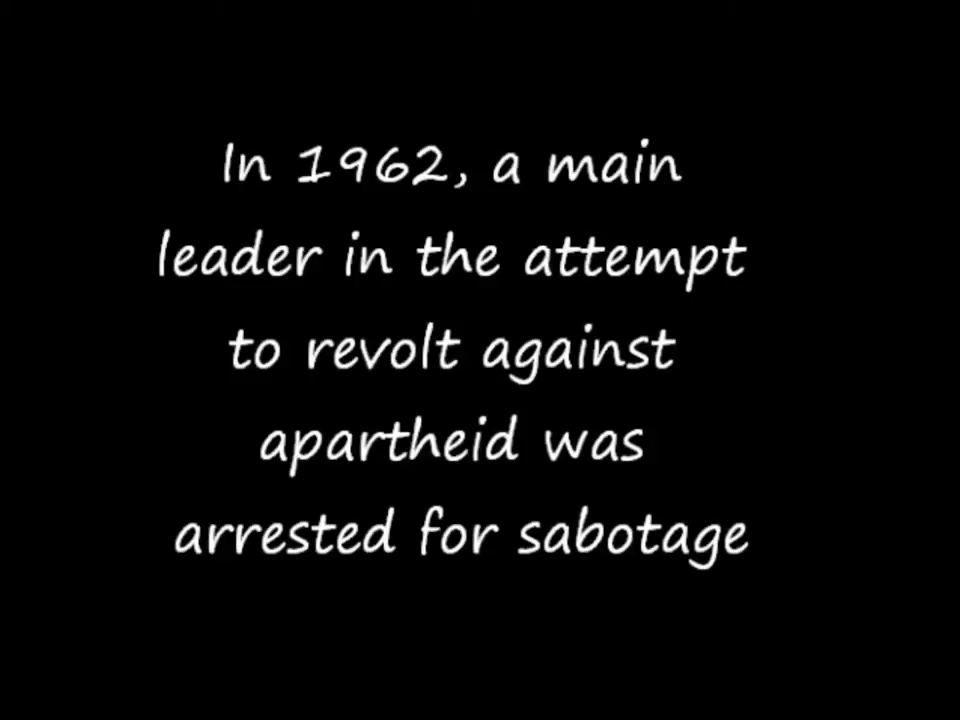 In 1962, a main
leader in the attempt
to revolt against
apartheid was
arrested for sabotage